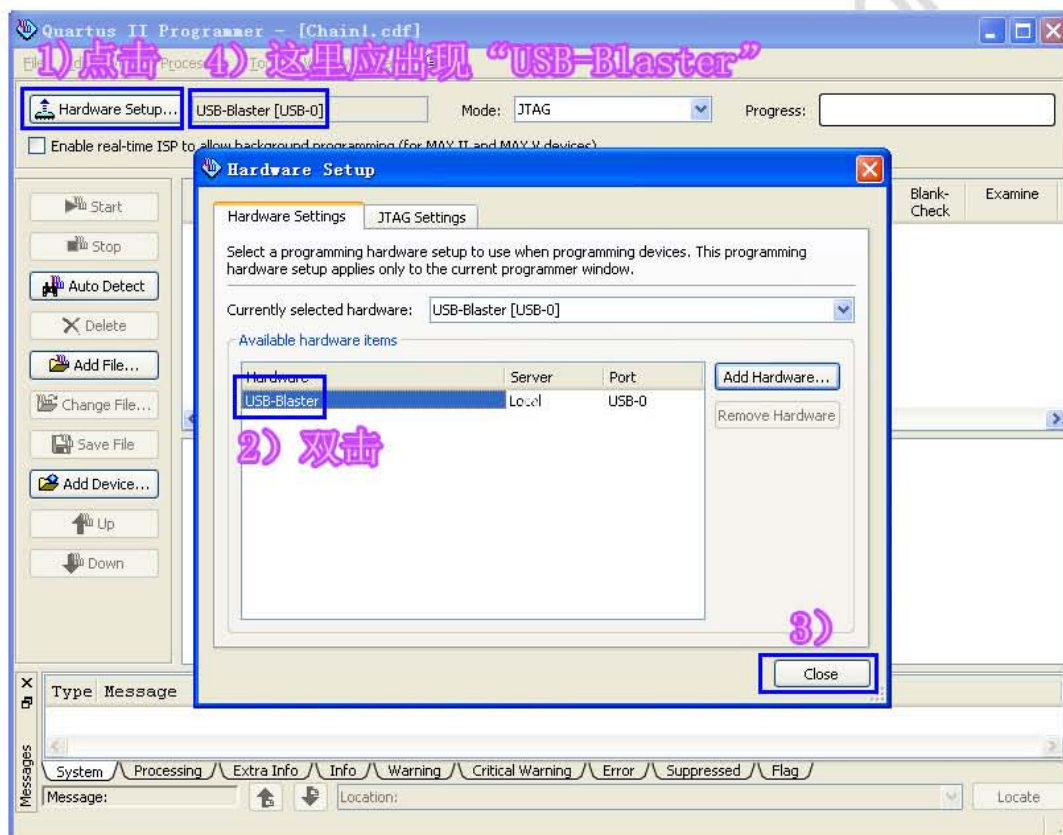 Quartus II Programmer - [Chain1.cdf]
1)点击 4) 这里应出现 “USB-Blaster”
Hardware Setup... USB-Blaster [USB-0] Mode: JTAG Progress:
Enable real-time ISP to allow background programming (for MAX II and MAX V devices)
Hardware Setup
Start
Stop
Auto Detect
Delete
Add File...
Change File...
Save File
Add Device...
Up
Down
Blank-Check Examine
Hardware Settings JTAG Settings
Select a programming hardware setup to use when programming devices. This programming
hardware setup applies only to the current programmer window.
Currently selected hardware: USB-Blaster [USB-0]
Available hardware items
Hardware Server Port
USB-Blaster Local USB-0
Add Hardware...
Remove Hardware
2) 双击
3)
Close
Type Message
Messages
System Processing Extra Info Info Warning Critical Warning Error Suppressed Flag
Message: Location: Locate